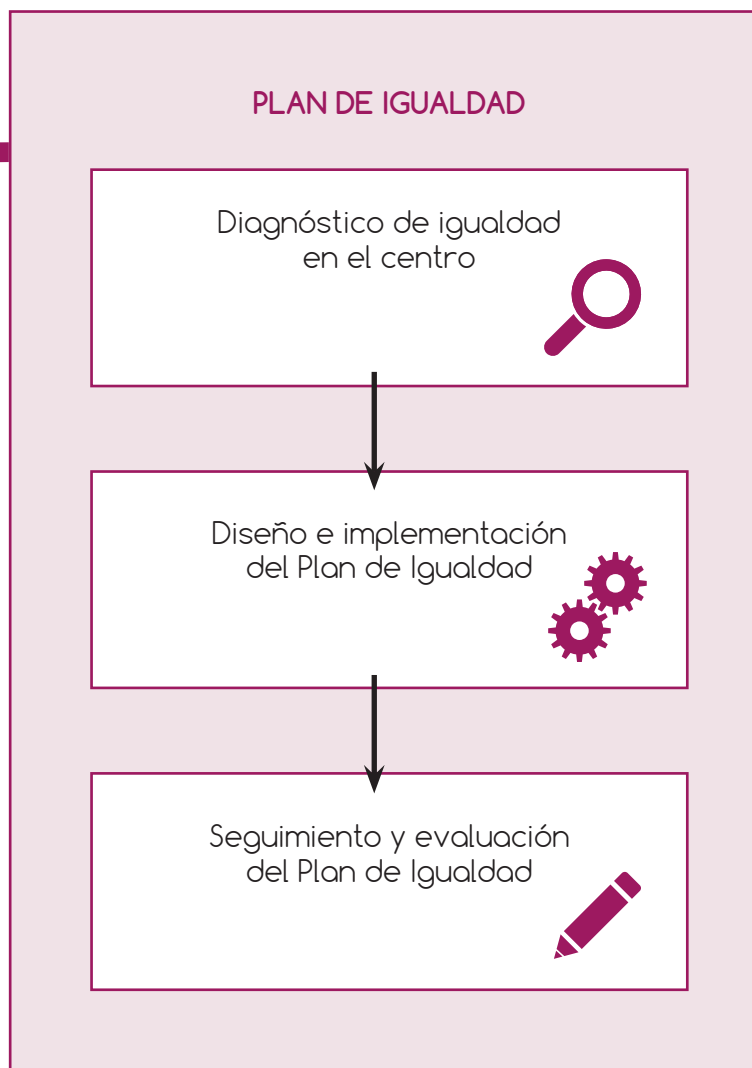 PLAN DE IGUALDAD
Diagnóstico de igualdad
en el centro
Diseño e implementación
del Plan de Igualdad
Seguimiento y evaluación
del Plan de Igualdad